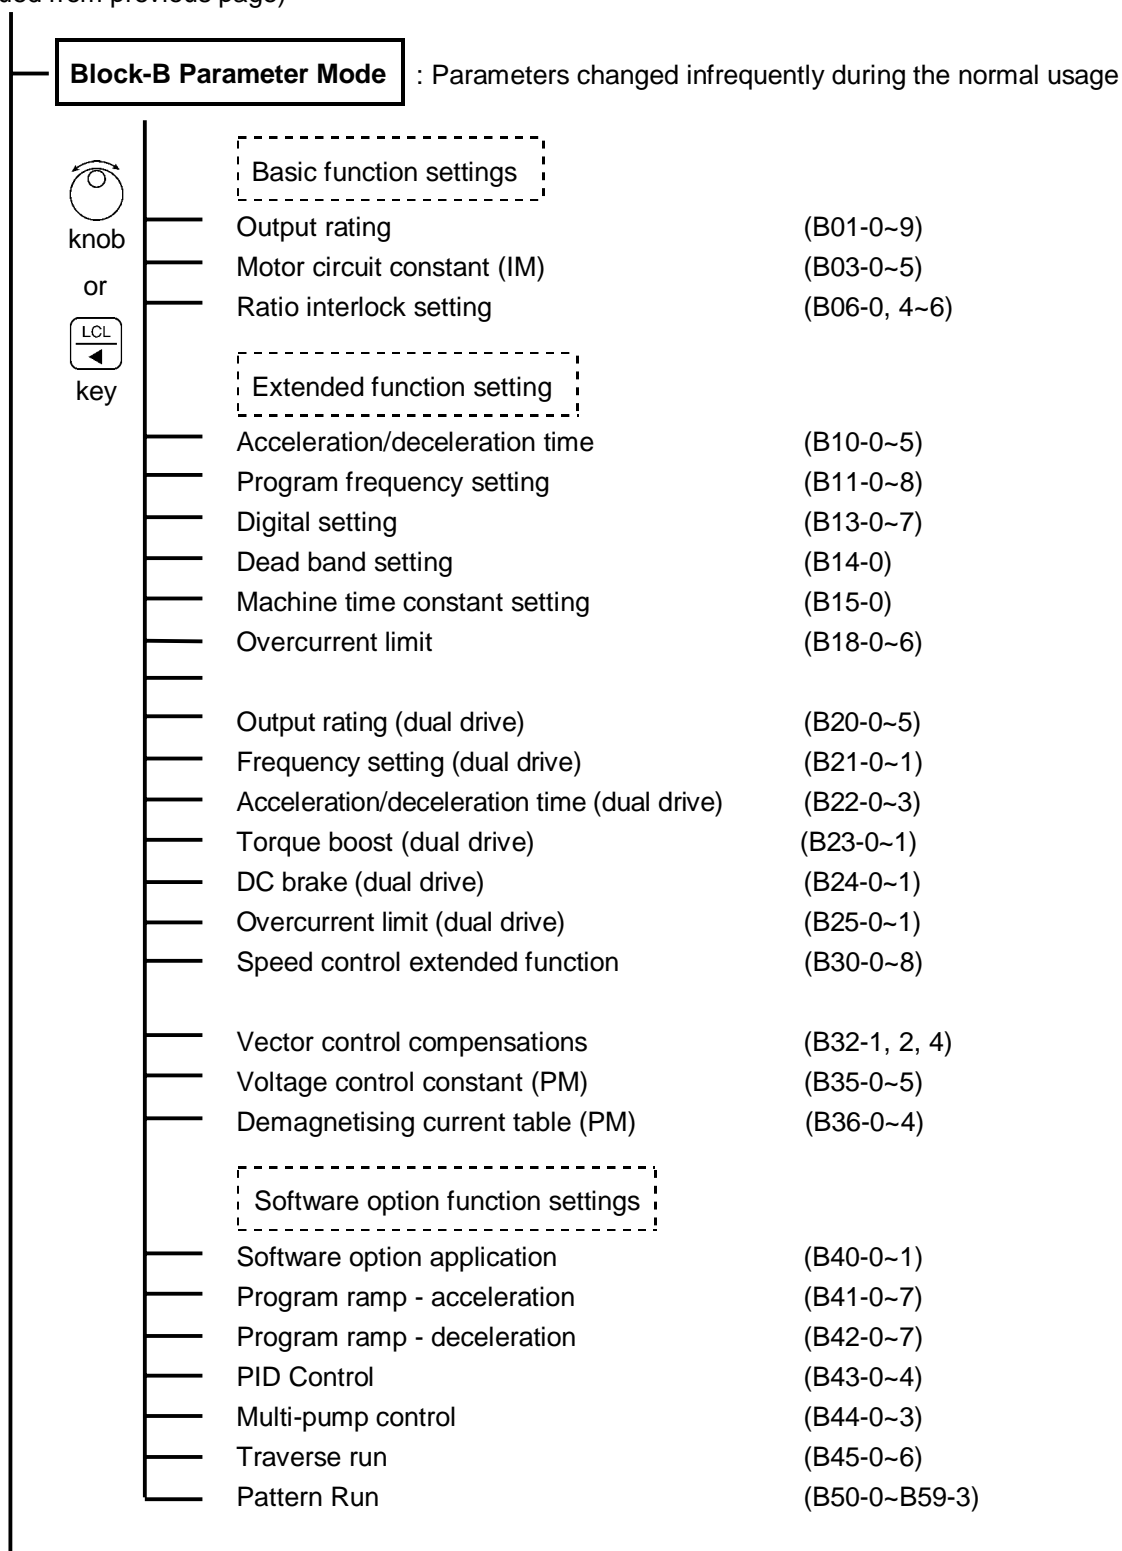 ded from previous page)
Block-B Parameter Mode : Parameters changed infrequently during the normal usage
Basic function settings
knob
or
LCL
key
Output rating (B01-0~9)
Motor circuit constant (IM) (B03-0~5)
Ratio interlock setting (B06-0, 4~6)
Extended function setting
Acceleration/deceleration time (B10-0~5)
Program frequency setting (B11-0~8)
Digital setting (B13-0~7)
Dead band setting (B14-0)
Machine time constant setting (B15-0)
Overcurrent limit (B18-0~6)
Output rating (dual drive) (B20-0~5)
Frequency setting (dual drive) (B21-0~1)
Acceleration/deceleration time (dual drive) (B22-0~3)
Torque boost (dual drive) (B23-0~1)
DC brake (dual drive) (B24-0~1)
Overcurrent limit (dual drive) (B25-0~1)
Speed control extended function (B30-0~8)
Vector control compensations (B32-1, 2, 4)
Voltage control constant (PM) (B35-0~5)
Demagnetising current table (PM) (B36-0~4)
Software option function settings
Software option application (B40-0~1)
Program ramp - acceleration (B41-0~7)
Program ramp - deceleration (B42-0~7)
PID Control (B43-0~4)
Multi-pump control (B44-0~3)
Traverse run (B45-0~6)
Pattern Run (B50-0~B59-3)